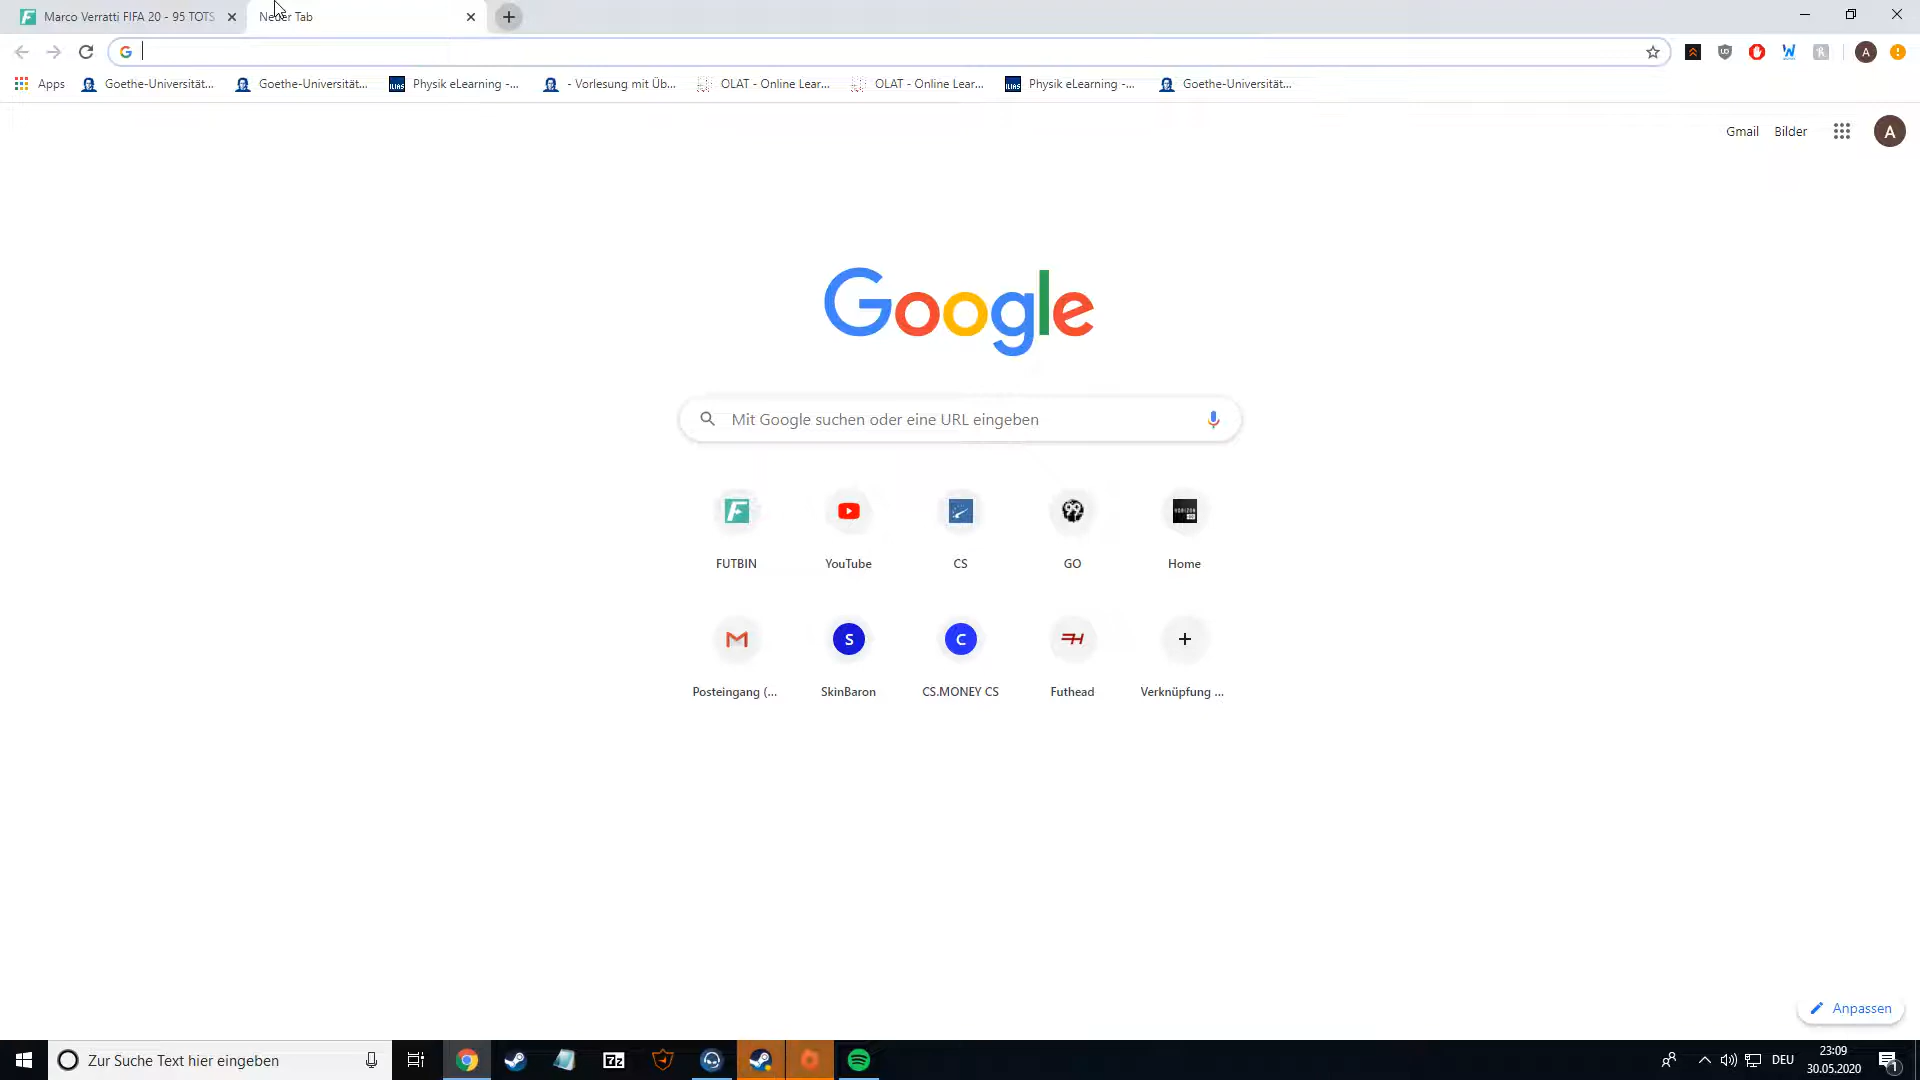 Marco Verratti FIFA 20 - 95 TOTS
Neuer Tab
Apps
Goethe-Universität...
Goethe-Universität...
Physik eLearning -...
- Vorlesung mit Üb...
OLAT - Online Lear...
OLAT - Online Lear...
Physik eLearning -...
Goethe-Universität...
Gmail
Bilder
A
Google
Mit Google suchen oder eine URL eingeben
FUTBIN
YouTube
CS
GO
Home
S
C
Posteingang (...
SkinBaron
CS.MONEY CS
Futhead
Verknüpfung ...
Anpassen
Zur Suche Text hier eingeben
7z
DEU
23:09
30.05.2020
1